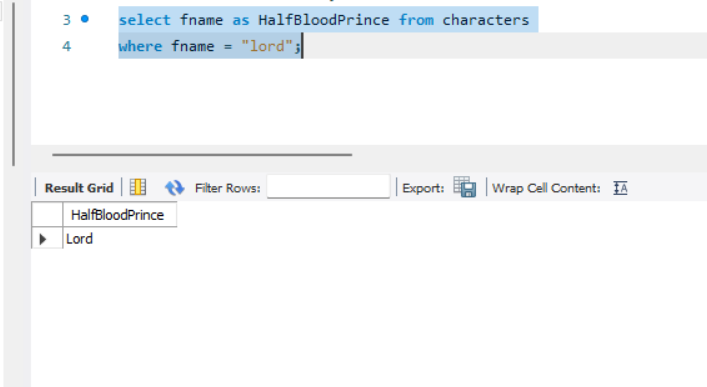 3 select fname as HalfBloodPrince from characters
4 where fname = "lord";
Result Grid Filter Rows: Export: Wrap Cell Content: IA
HalfBloodPrince
Lord